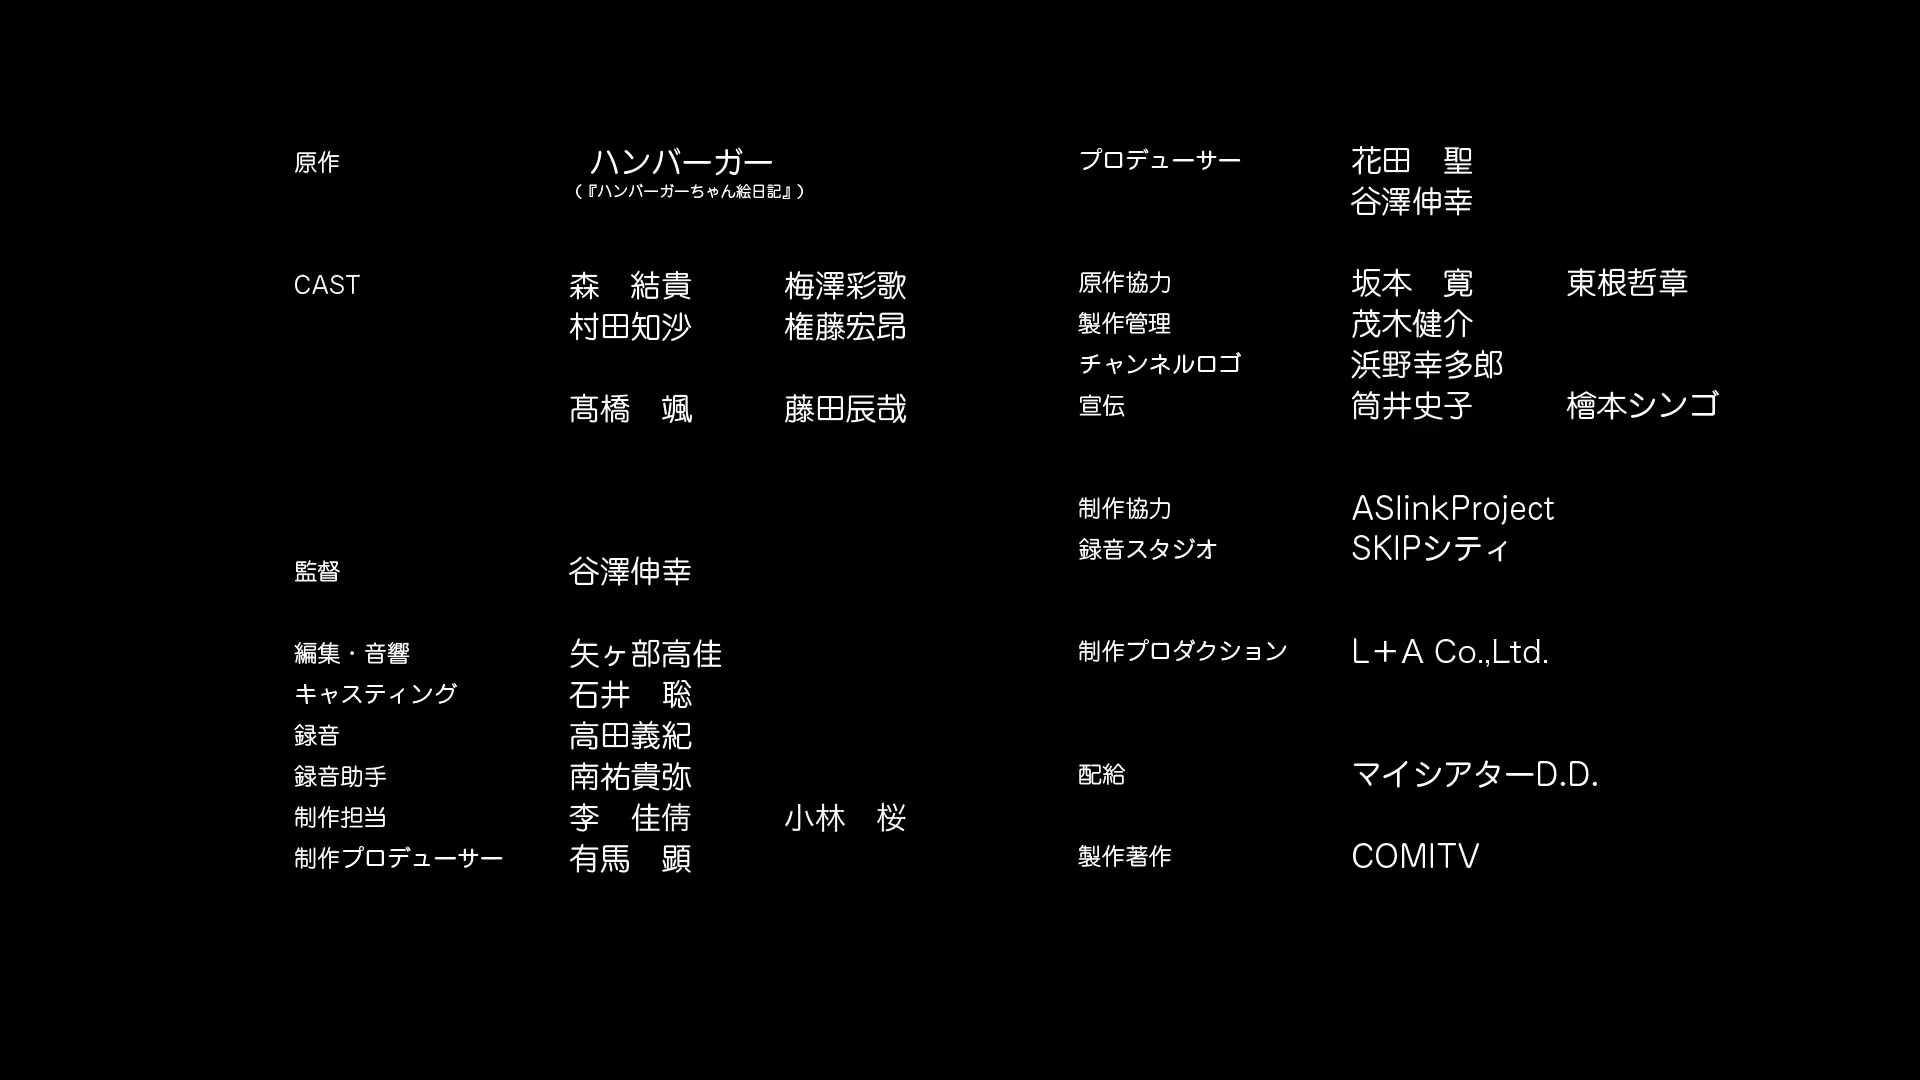 原作　ハンバーガー
（『ハンバーガーちゃん絵日記』）
CAST　森　結貴　梅澤彩歌
村田知沙　権藤宏昂
髙橋　颯　藤田辰哉
監督　谷澤伸幸
編集・音響　矢ヶ部高佳
キャスティング　石井　聡
録音　高田義紀
録音助手　南祐貴弥
制作担当　李　佳倩　小林　桜
制作プロデューサー　有馬　顕
プロデューサー　花田　聖
谷澤伸幸
原作協力　坂本　寛　東根哲章
製作管理　茂木健介
チャンネルロゴ　浜野幸多郎
宣伝　筒井史子　檜本シンゴ
制作協力　ASlinkProject
録音スタジオ　SKIPシティ
制作プロダクション　L＋A Co.,Ltd.
配給　マイシアターD.D.
製作著作　COMITV